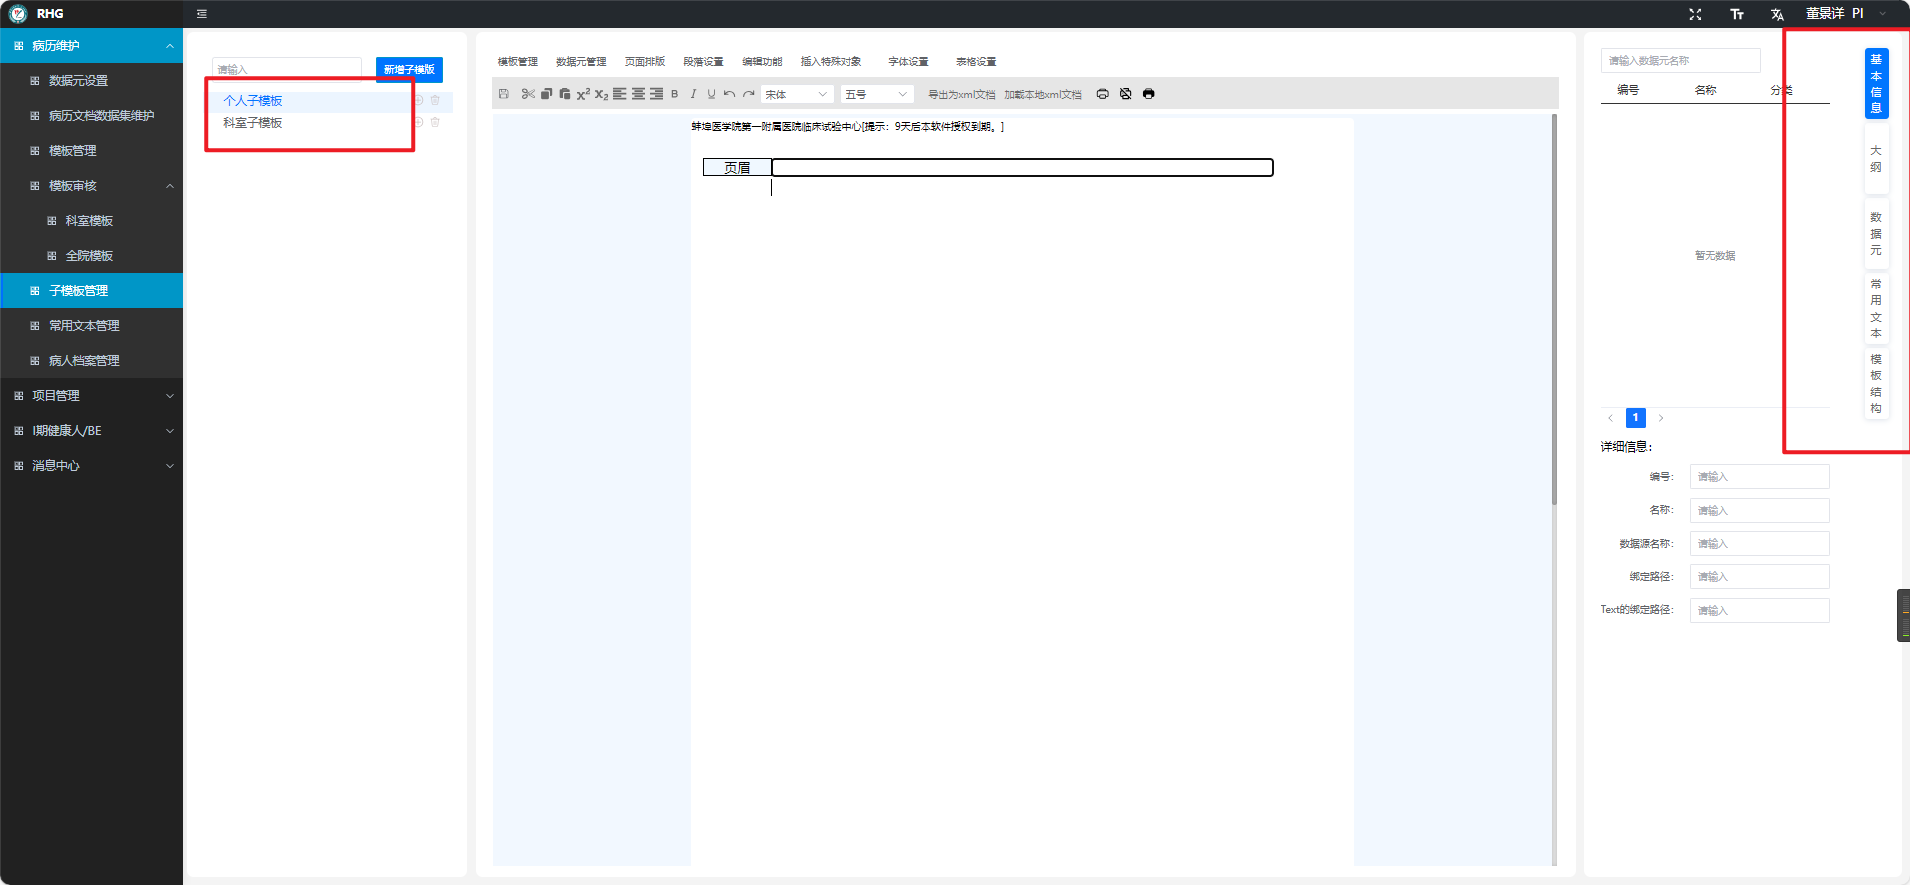 RHG
董景详 PI
病历维护
数据元设置
病历文档数据集维护
模板管理
模板审核
科室模板
全院模板
子模板管理
常用文本管理
病人档案管理
项目管理
I期健康人/BE
消息中心
请输入
新增子模版
个人子模板
科室子模板
模板管理 数据元管理 页面排版 段落设置 编辑功能 插入特殊对象 字体设置 表格设置
X² X₂ B I U 宋体 五号 导出为xml文档 加载本地xml文档
蚌埠医学院第一附属医院临床试验中心[提示：9天后本软件授权到期。]
页眉
请输入数据元名称
编号 名称 分类
暂无数据
1
详细信息：
编号： 请输入
名称： 请输入
数据源名称： 请输入
绑定路径： 请输入
Text的绑定路径： 请输入
基本信息
大纲
数据元
常用文本
模板结构